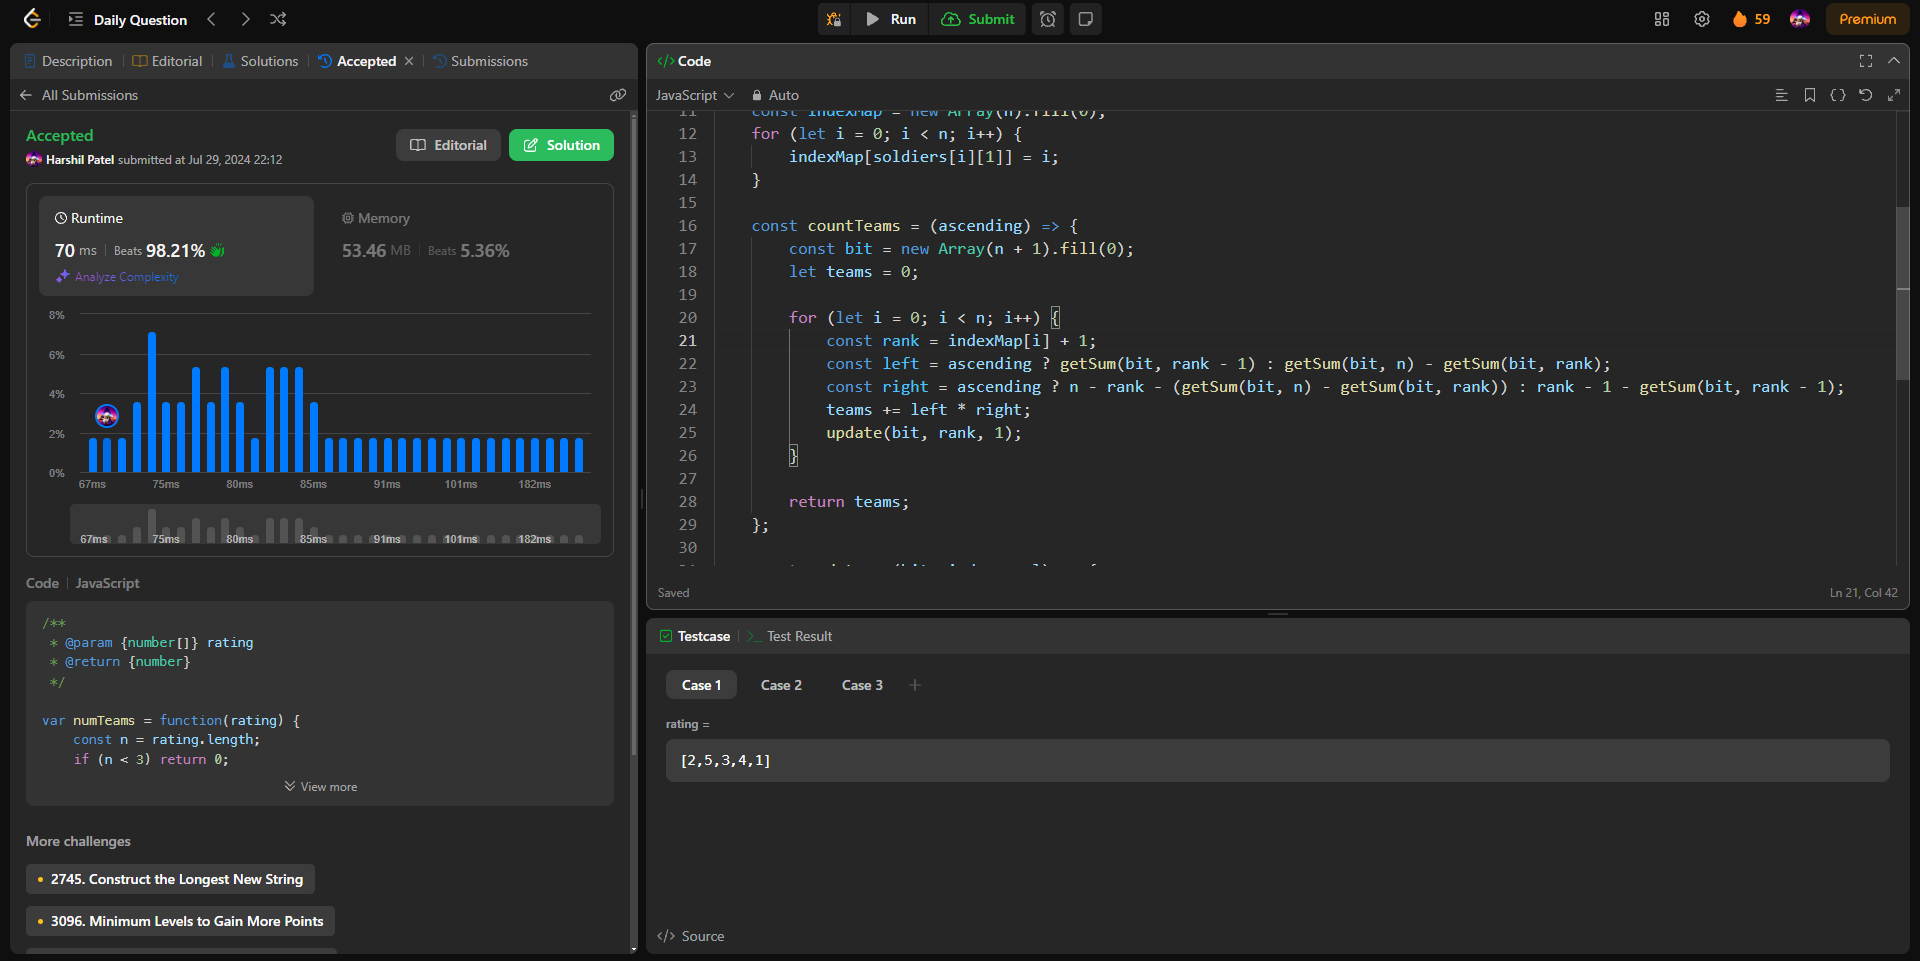 Daily Question
Run
Submit
59
Premium
Description
Editorial
Solutions
Accepted
Submissions
All Submissions
Accepted
Harshil Patel submitted at Jul 29, 2024 22:12
Editorial
Solution
Runtime
70 ms
Beats 98.21%
Analyze Complexity
Memory
53.46 MB
Beats 5.36%
8%
6%
4%
2%
0%
67ms 75ms 80ms 85ms 91ms 101ms 182ms
67ms 75ms 80ms 85ms 91ms 101ms 182ms
Code
JavaScript
/**
* @param {number[]} rating
* @return {number}
*/
var numTeams = function(rating) {
const n = rating.length;
if (n < 3) return 0;
View more
More challenges
2745. Construct the Longest New String
3096. Minimum Levels to Gain More Points
</> Code
JavaScript
Auto
11 const indexMap = new Array(n).fill(0);
12 for (let i = 0; i < n; i++) {
13 indexMap[soldiers[i][1]] = i;
14 }
15
16 const countTeams = (ascending) => {
17 const bit = new Array(n + 1).fill(0);
18 let teams = 0;
19
20 for (let i = 0; i < n; i++) {
21 const rank = indexMap[i] + 1;
22 const left = ascending ? getSum(bit, rank - 1) : getSum(bit, n) - getSum(bit, rank);
23 const right = ascending ? n - rank - (getSum(bit, n) - getSum(bit, rank)) : rank - 1 - getSum(bit, rank - 1);
24 teams += left * right;
25 update(bit, rank, 1);
26 }
27
28 return teams;
29 };
30
Saved
Ln 21, Col 42
Testcase
Test Result
Case 1
Case 2
Case 3
rating =
[2,5,3,4,1]
</> Source